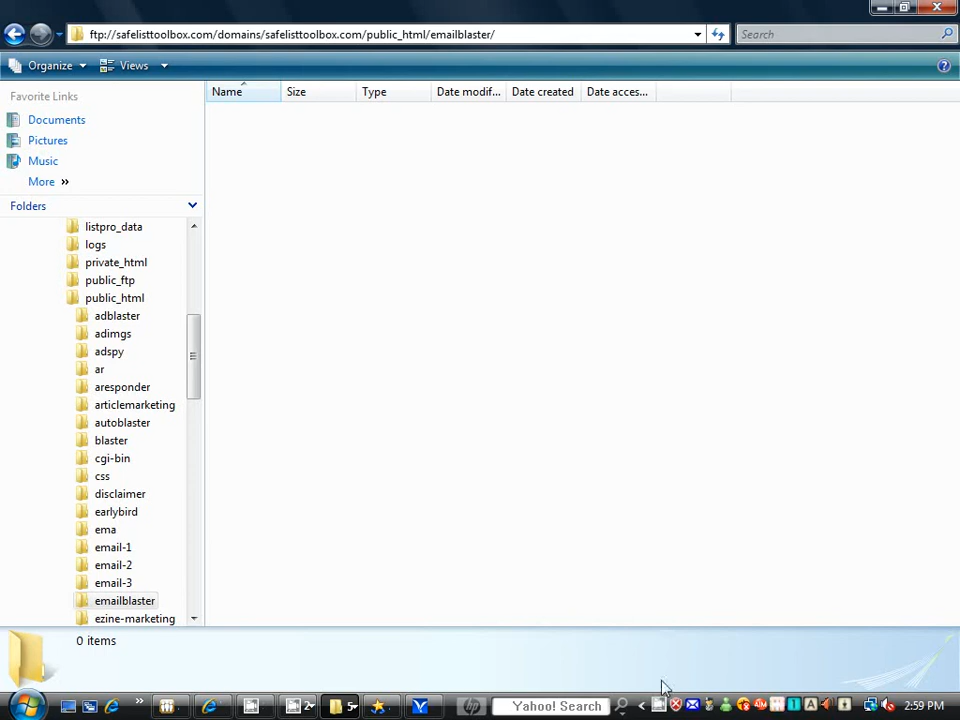 ftp://safelisttoolbox.com/domains/safelisttoolbox.com/public_html/emailblaster/
Search
Organize
Views
Favorite Links
Documents
Pictures
Music
More »
Folders
Name Size Type Date modif... Date created Date acces...
listpro_data
logs
private_html
public_ftp
public_html
adblaster
adimgs
adspy
ar
aresponder
articlemarketing
autoblaster
blaster
cgi-bin
css
disclaimer
earlybird
ema
email-1
email-2
email-3
emailblaster
ezine-marketing
0 items
2
5
hp
Yahoo! Search
2:59 PM